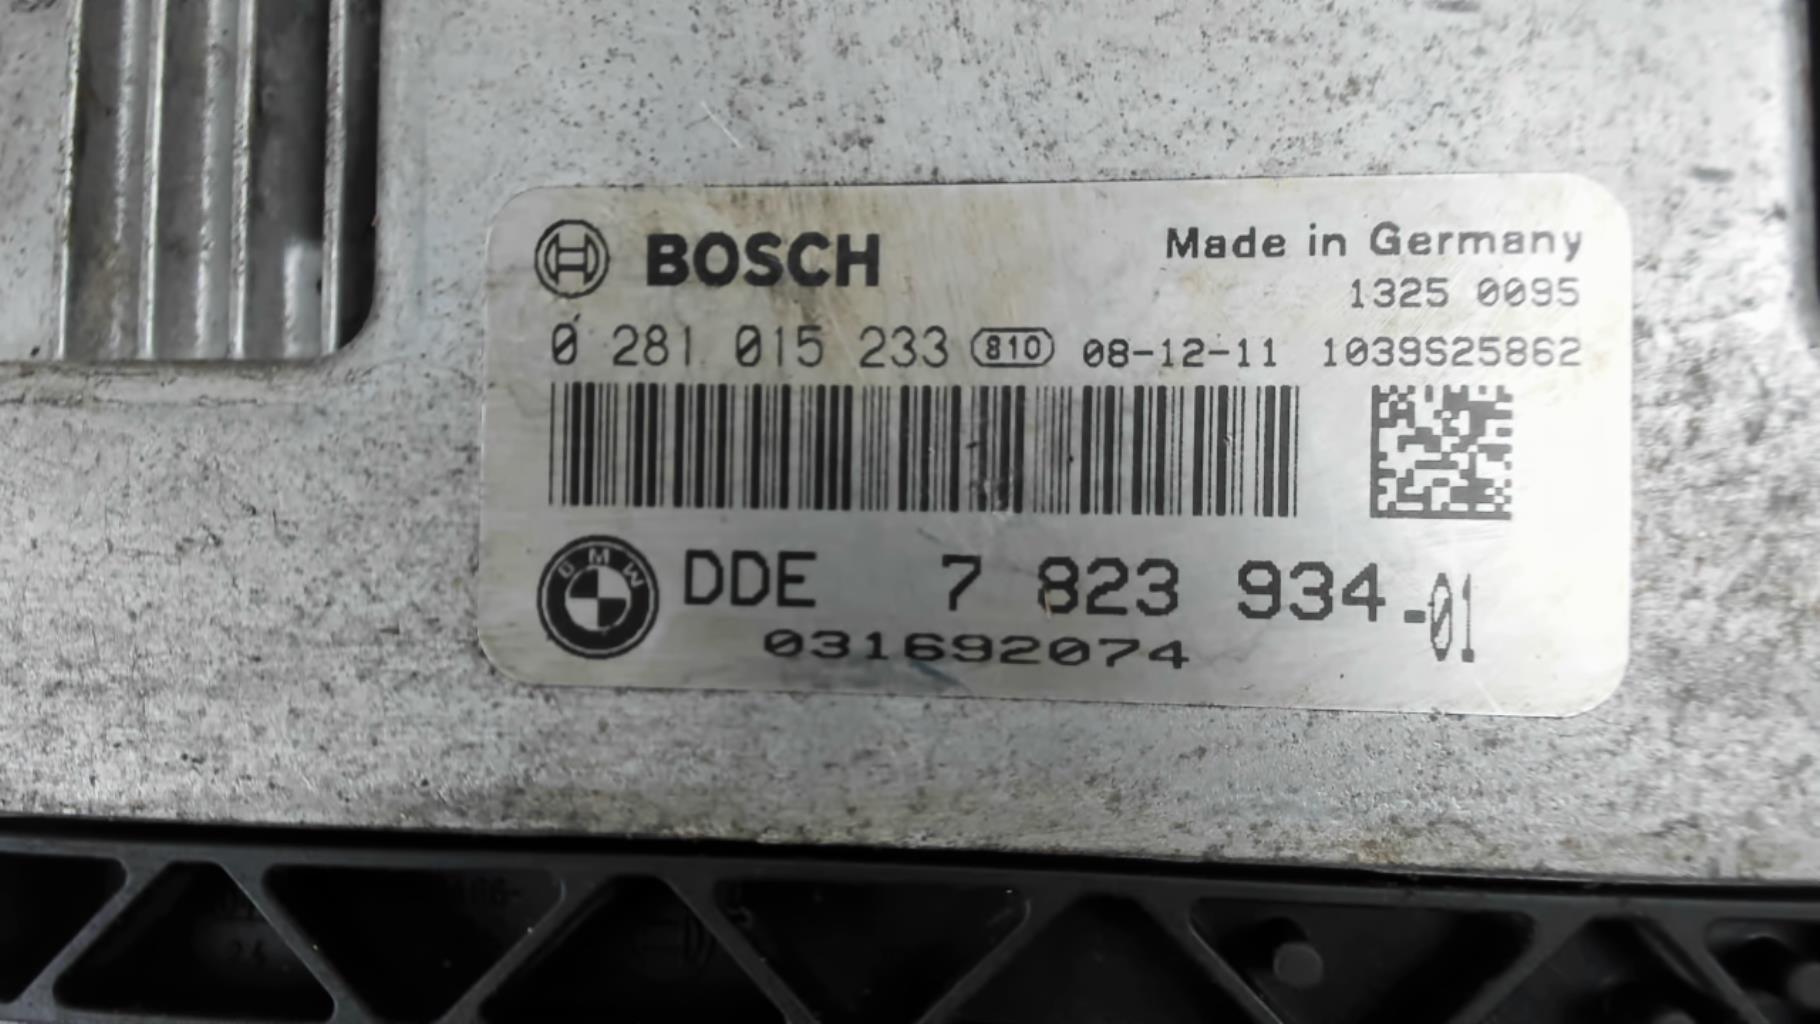 BOSCH
Made in Germany
1325 0095
0 281 015 233 810 08-12-11 1039S25862
BMW
DDE 7 823 934-01
031692074